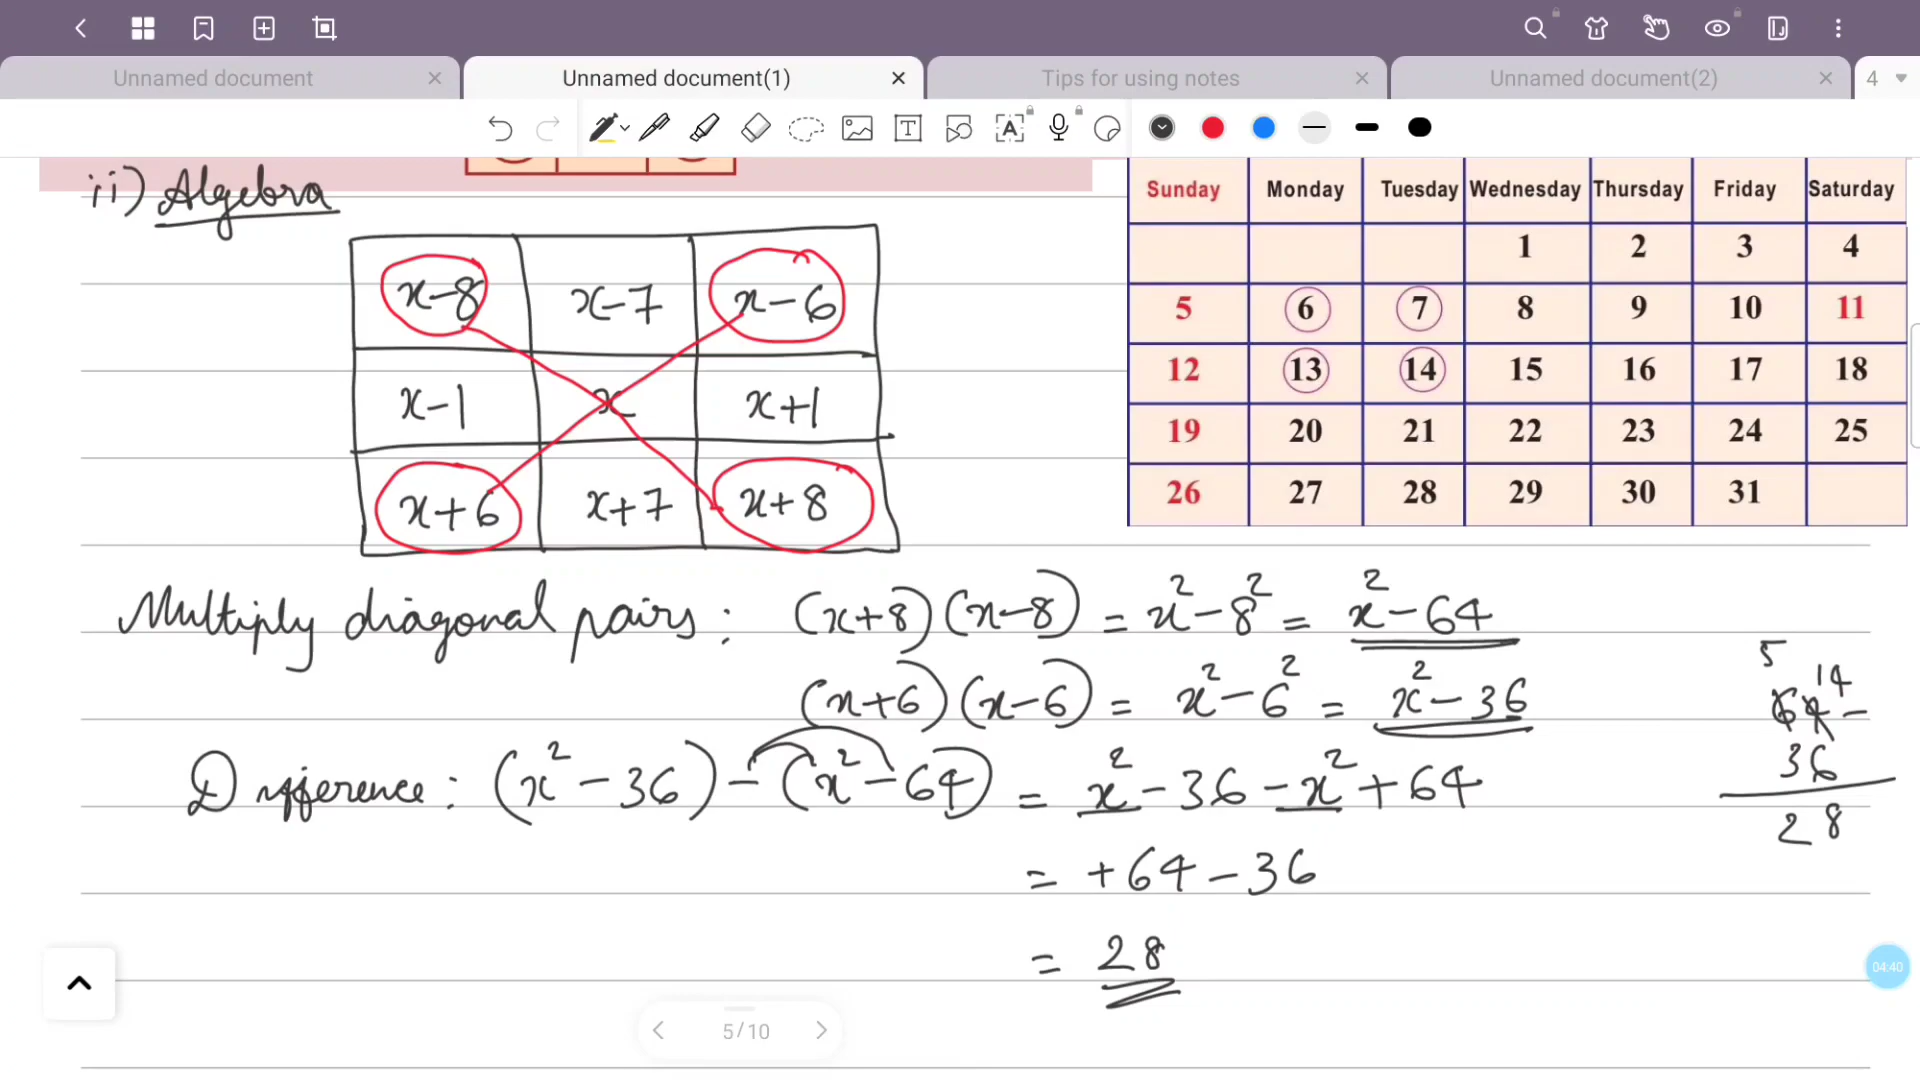 Unnamed document
Unnamed document(1)
Tips for using notes
Unnamed document(2)
4
ii) Algebra
x-8 x-7 x-6
x-1 x x+1
x+6 x+7 x+8
Sunday Monday Tuesday Wednesday Thursday Friday Saturday
1 2 3 4
5 6 7 8 9 10 11
12 13 14 15 16 17 18
19 20 21 22 23 24 25
26 27 28 29 30 31
Multiply diagonal pairs : (x+8)(x-8) = x²-8² = x²-64
(x+6)(x-6) = x²-6² = x²-36
Difference : (x²-36)-(x²-64) = x²-36-x²+64
= +64-36
= 28
5 14
64 -
36
28
04:40
5/10